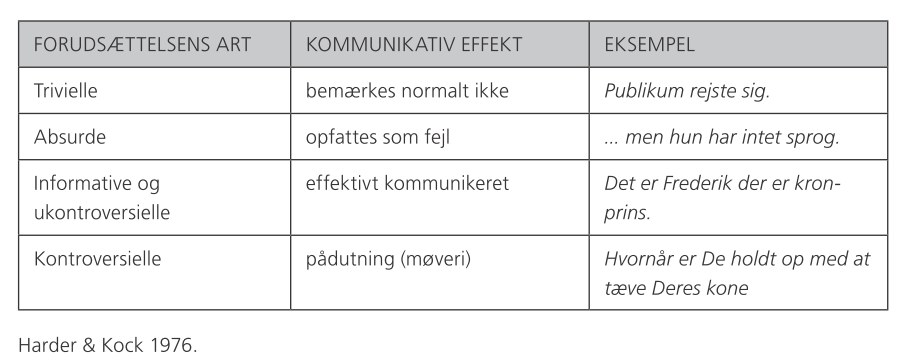 FORUDSÆTTELSENS ART KOMMUNIKATIV EFFEKT EKSEMPEL
Trivielle bemærkes normalt ikke Publikum rejste sig.
Absurde opfattes som fejl ... men hun har intet sprog.
Informative og effektivt kommunikeret Det er Frederik der er kron-
ukontroversielle prins.
Kontroversielle pådutning (møveri) Hvornår er De holdt op med at
tæve Deres kone
Harder & Kock 1976.